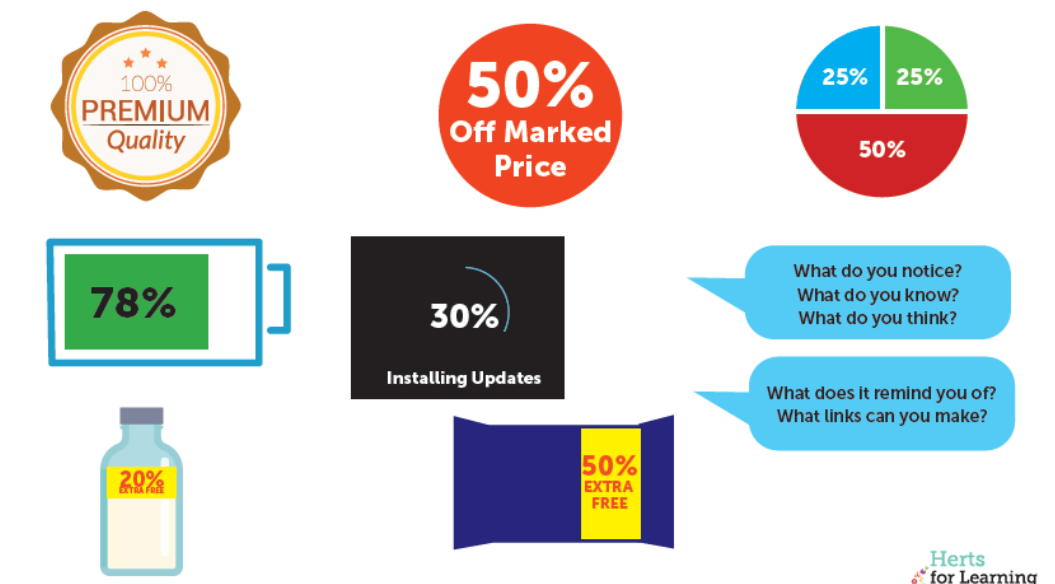 100%
PREMIUM
Quality
50%
Off Marked
Price
25%
25%
50%
78%
30%
Installing Updates
What do you notice?
What do you know?
What do you think?
What does it remind you of?
What links can you make?
20%
EXTRA FREE
50%
EXTRA
FREE
Herts
for Learning